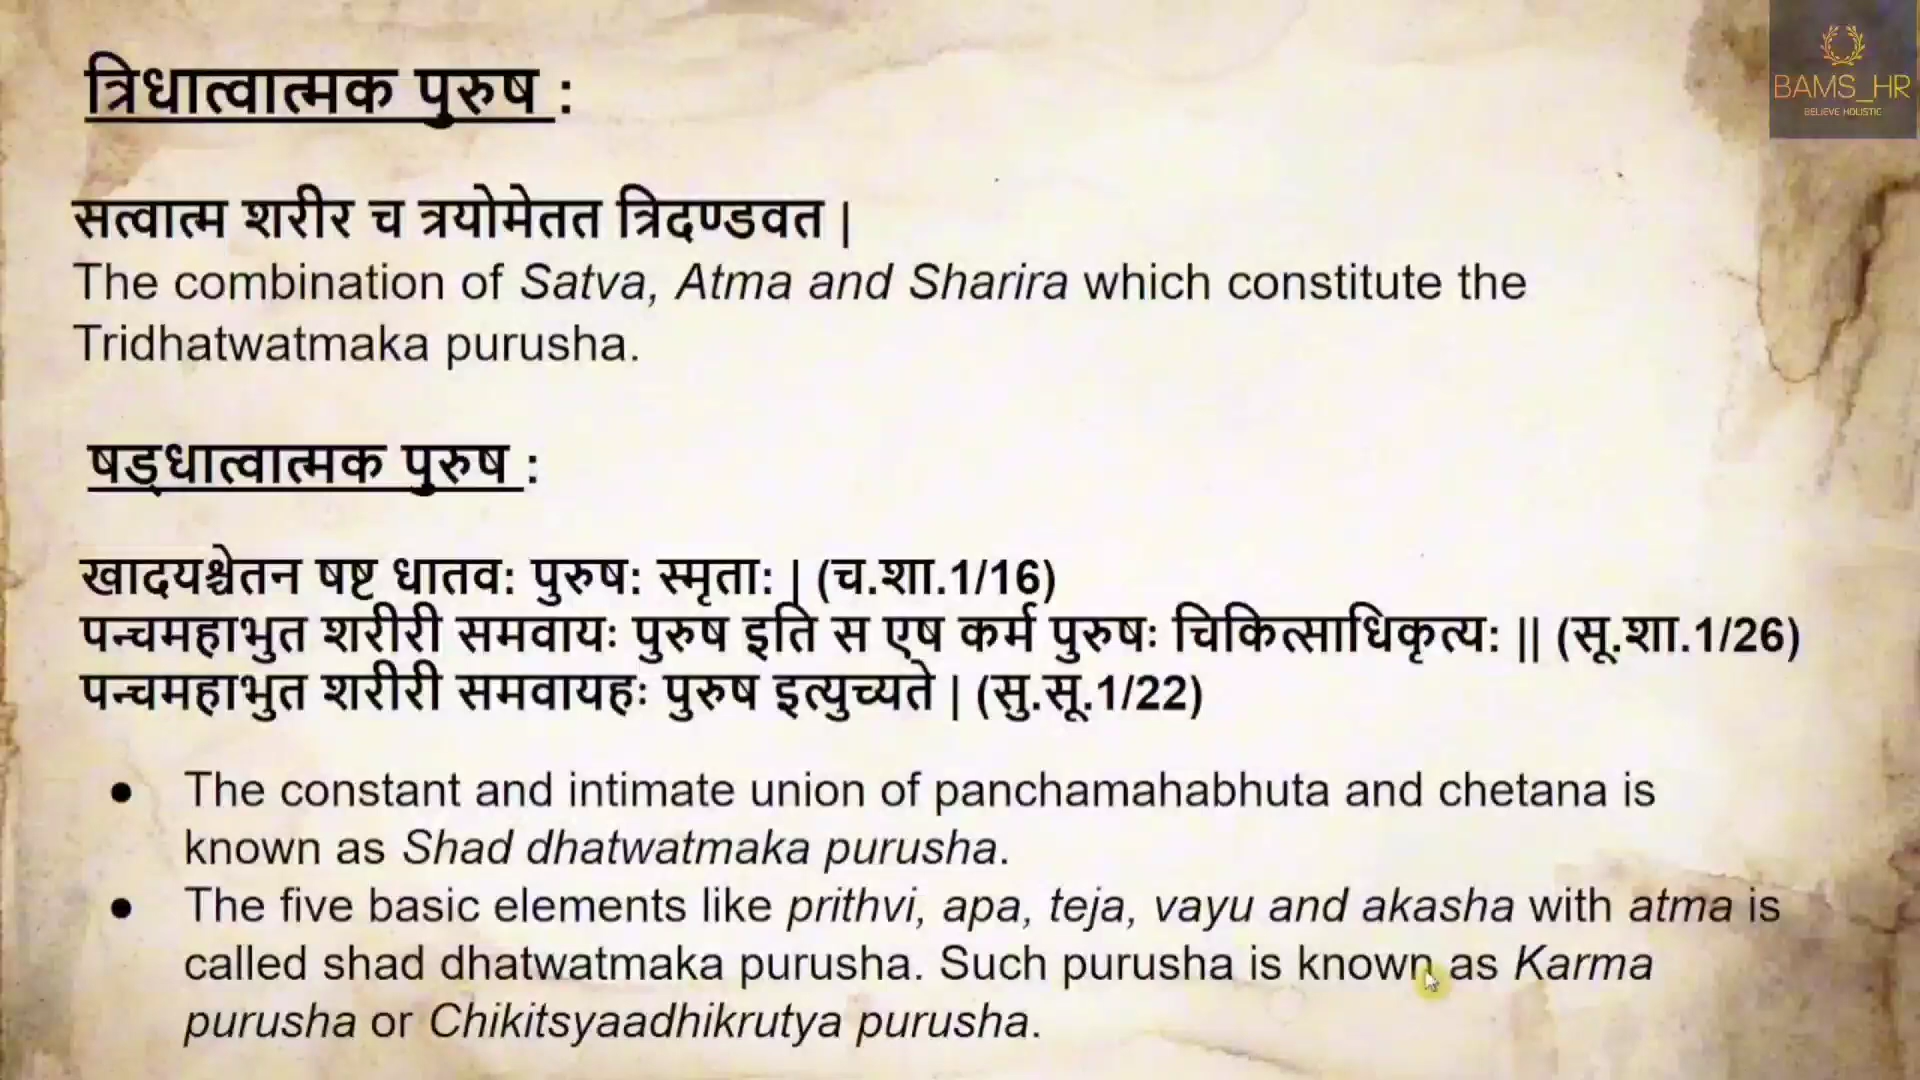 त्रिधात्वात्मक पुरुष :
BAMS_HR
BELIEVE HOLISTIC
सत्वात्म शरीर च त्रयोमेतत त्रिदण्डवत |
The combination of Satva, Atma and Sharira which constitute the
Tridhatwatmaka purusha.
षड्धात्वात्मक पुरुष :
खादयश्चेतन षष्ट धातव: पुरुष: स्मृता: | (च.शा.1/16)
पन्चमहाभुत शरीरी समवायः पुरुष इति स एष कर्म पुरुषः चिकित्साधिकृत्य: || (सू.शा.1/26)
पन्चमहाभुत शरीरी समवायहः पुरुष इत्युच्यते | (सु.सू.1/22)
● The constant and intimate union of panchamahabhuta and chetana is
known as Shad dhatwatmaka purusha.
● The five basic elements like prithvi, apa, teja, vayu and akasha with atma is
called shad dhatwatmaka purusha. Such purusha is known as Karma
purusha or Chikitsyaadhikrutya purusha.